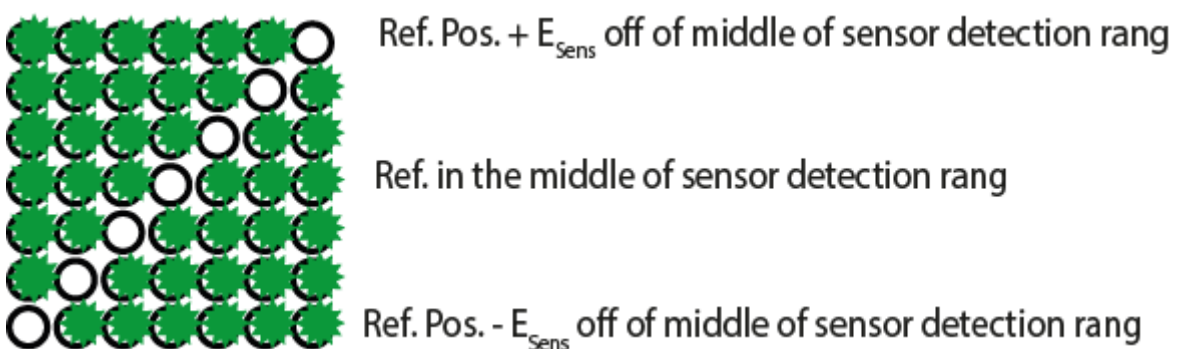 Ref. Pos. + E_Sens off of middle of sensor detection rang
Ref. in the middle of sensor detection rang
Ref. Pos. - E_Sens off of middle of sensor detection rang